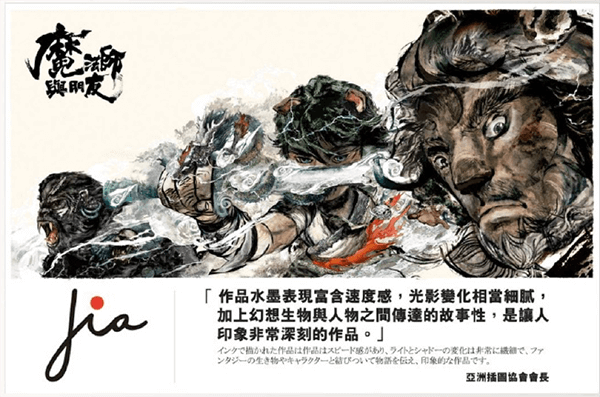 魔法師
與朋友
jia
「 作品水墨表現富含速度感，光影變化相當細膩，
加上幻想生物與人物之間傳達的故事性，是讓人
印象非常深刻的作品。」
インクで描かれた作品は作品はスピード感があり、ライトとシャドーの変化は非常に繊細で、ファ
ンタジーの生き物やキャラクターと結びついて物語を伝え、印象的な作品です。
亞洲插圖協會會長